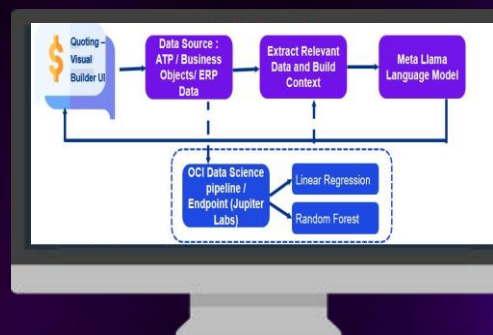 Quoting –
Visual
Builder UI
Data Source :
ATP / Business
Objects/ ERP
Data
Extract Relevant
Data and Build
Context
Meta Llama
Language Model
OCI Data Science
pipeline /
Endpoint (Jupiter
Labs)
Linear Regression
Random Forest